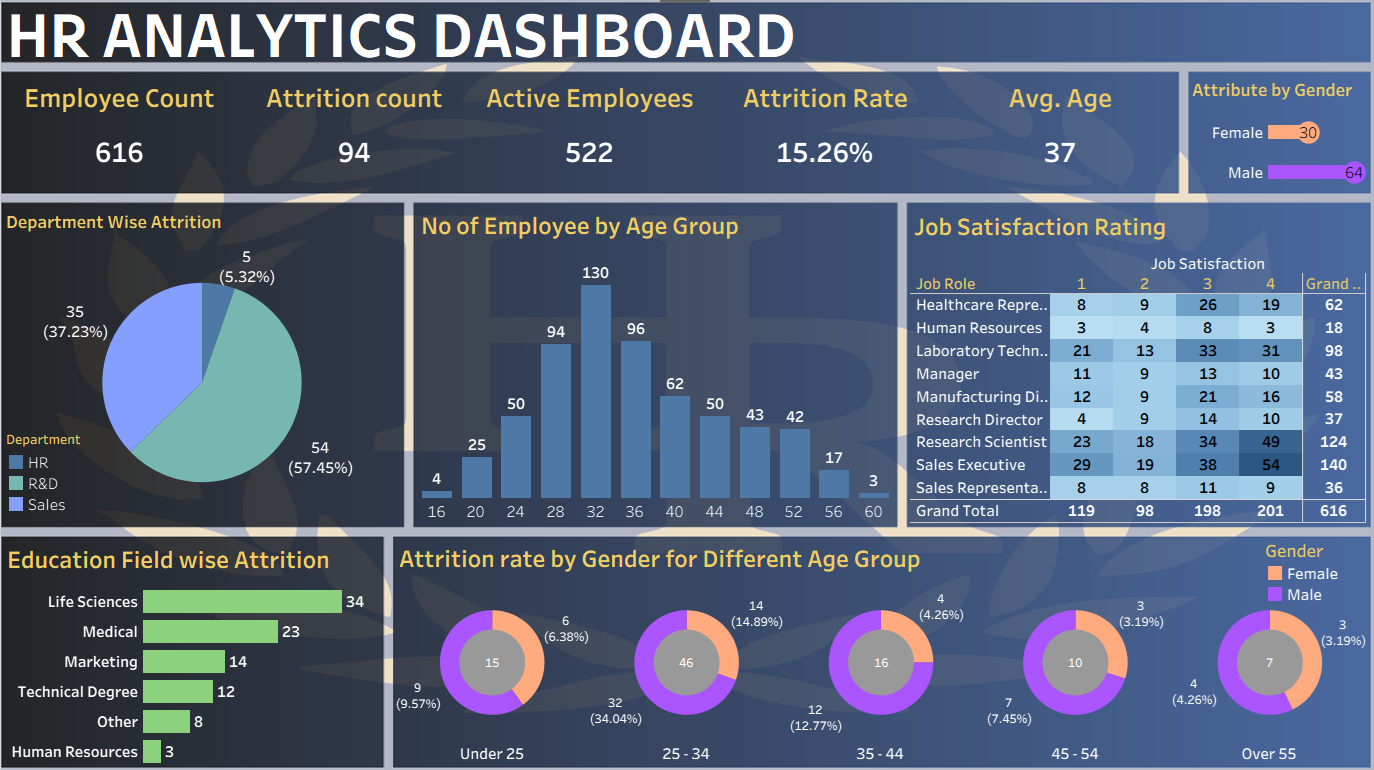 HR ANALYTICS DASHBOARD
Employee Count
616
Attrition count
94
Active Employees
522
Attrition Rate
15.26%
Avg. Age
37
Attribute by Gender
Female 30
Male 64
Department Wise Attrition
5
(5.32%)
35
(37.23%)
54
(57.45%)
Department
HR
R&D
Sales
No of Employee by Age Group
4 25 50 94 130 96 62 50 43 42 17 3
16 20 24 28 32 36 40 44 48 52 56 60
Job Satisfaction Rating
Job Satisfaction
Job Role 1 2 3 4 Grand ..
Healthcare Repre.. 8 9 26 19 62
Human Resources 3 4 8 3 18
Laboratory Techn.. 21 13 33 31 98
Manager 11 9 13 10 43
Manufacturing Di.. 12 9 21 16 58
Research Director 4 9 14 10 37
Research Scientist 23 18 34 49 124
Sales Executive 29 19 38 54 140
Sales Representa.. 8 8 11 9 36
Grand Total 119 98 198 201 616
Education Field wise Attrition
Life Sciences 34
Medical 23
Marketing 14
Technical Degree 12
Other 8
Human Resources 3
Attrition rate by Gender for Different Age Group
Gender
Female
Male
6
(6.38%)
15
9
(9.57%)
Under 25
14
(14.89%)
46
32
(34.04%)
25 - 34
4
(4.26%)
16
12
(12.77%)
35 - 44
3
(3.19%)
10
7
(7.45%)
45 - 54
3
(3.19%)
7
4
(4.26%)
Over 55